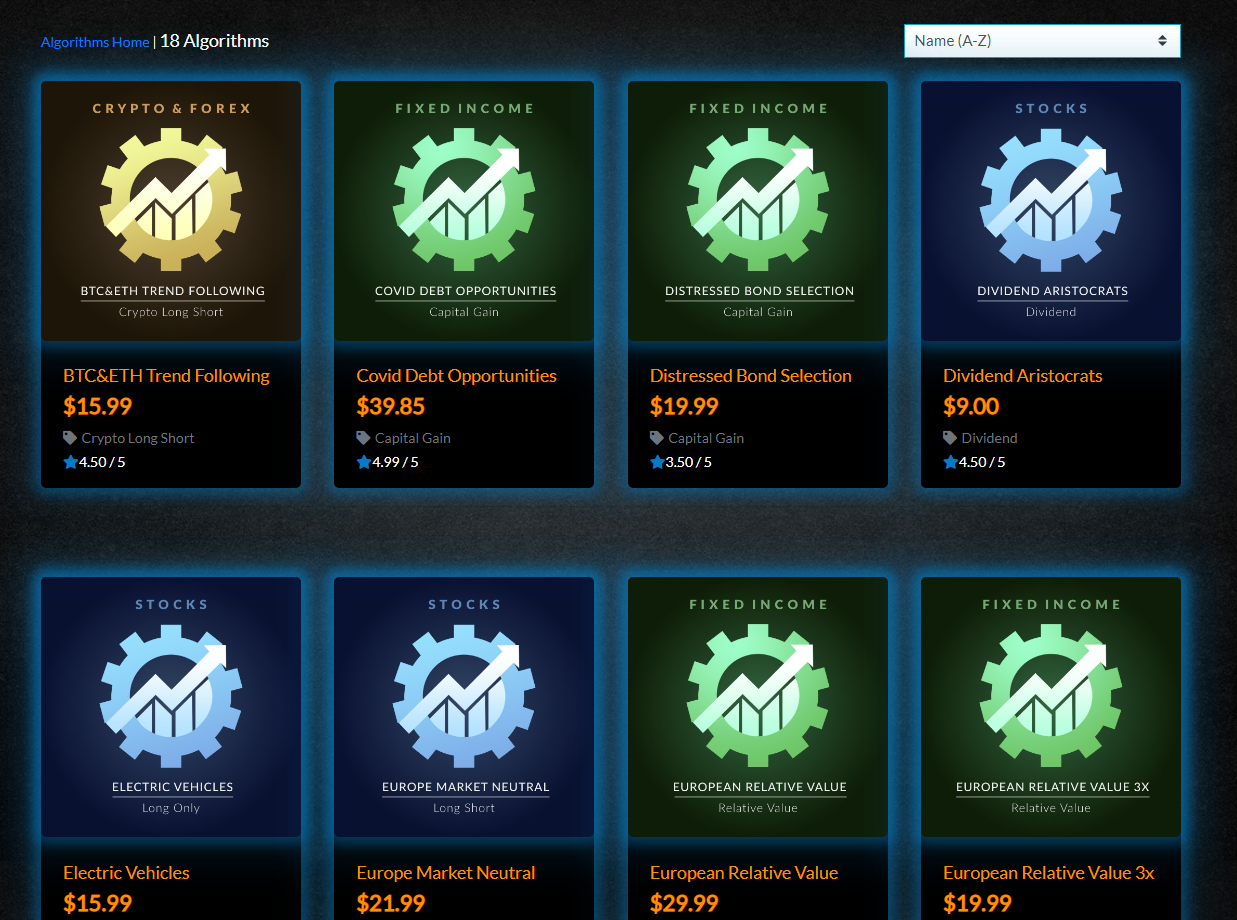 Algorithms Home | 18 Algorithms
Name (A-Z)
CRYPTO & FOREX
BTC&ETH TREND FOLLOWING
Crypto Long Short
BTC&ETH Trend Following
$15.99
Crypto Long Short
4.50 / 5
FIXED INCOME
COVID DEBT OPPORTUNITIES
Capital Gain
Covid Debt Opportunities
$39.85
Capital Gain
4.99 / 5
FIXED INCOME
DISTRESSED BOND SELECTION
Capital Gain
Distressed Bond Selection
$19.99
Capital Gain
3.50 / 5
STOCKS
DIVIDEND ARISTOCRATS
Dividend
Dividend Aristocrats
$9.00
Dividend
4.50 / 5
STOCKS
ELECTRIC VEHICLES
Long Only
Electric Vehicles
$15.99
STOCKS
EUROPE MARKET NEUTRAL
Long Short
Europe Market Neutral
$21.99
FIXED INCOME
EUROPEAN RELATIVE VALUE
Relative Value
European Relative Value
$29.99
FIXED INCOME
EUROPEAN RELATIVE VALUE 3X
Relative Value
European Relative Value 3x
$19.99